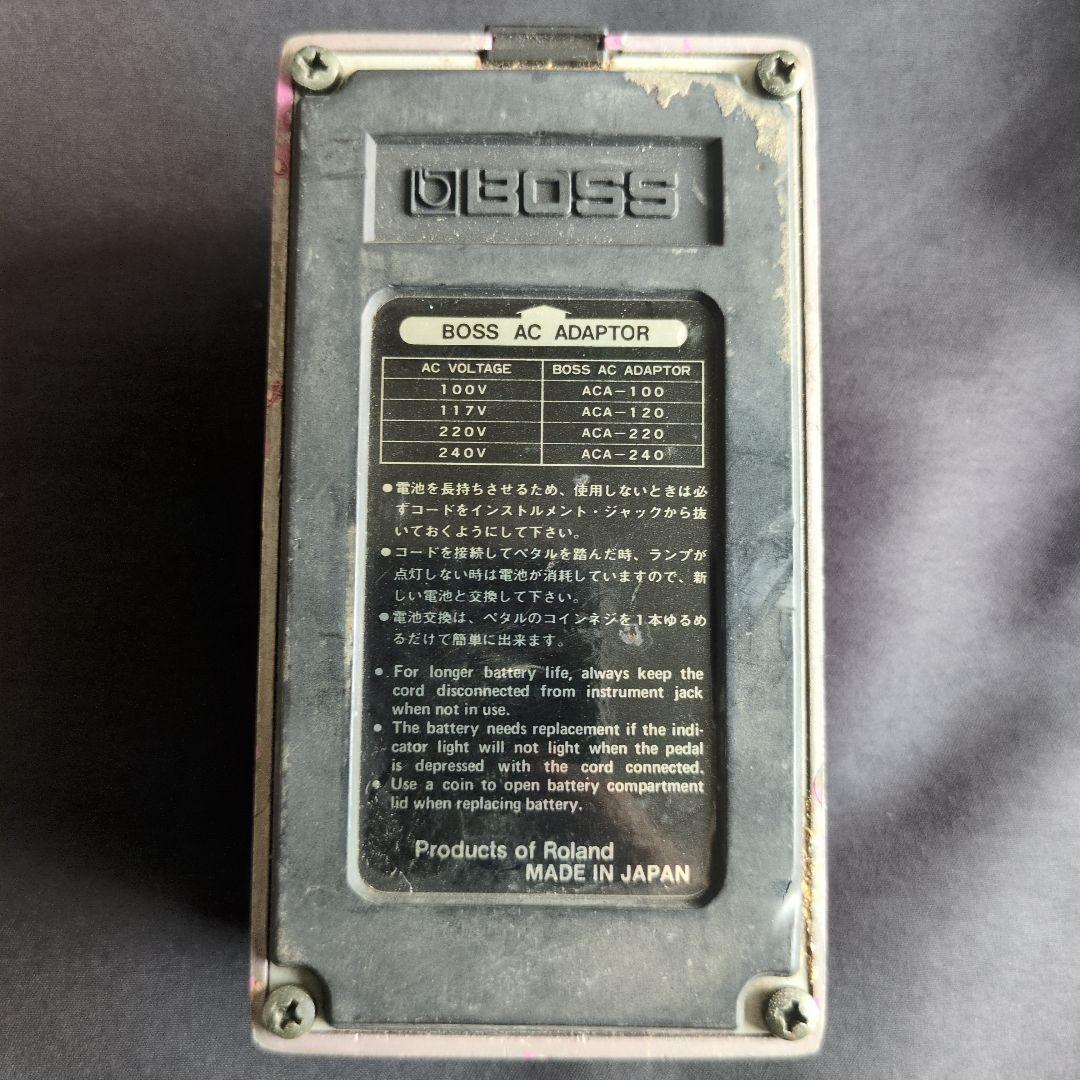 BOSS
BOSS AC ADAPTOR
AC VOLTAGE BOSS AC ADAPTOR
100V ACA-100
117V ACA-120
220V ACA-220
240V ACA-240
●電池を長持ちさせるため、使用しないときは必
ずコードをインストルメント・ジャックから抜
いておくようにして下さい。
●コードを接続してペタルを踏んだ時、ランプが
点灯しない時は電池が消耗していますので、新
しい電池と交換して下さい。
●電池交換は、ペタルのコインネジを1本ゆるめ
るだけで簡単に出来ます。
● For longer battery life, always keep the
cord disconnected from instrument jack
when not in use.
● The battery needs replacement if the indi-
cator light will not light when the pedal
is depressed with the cord connected.
● Use a coin to open battery compartment
lid when replacing battery.
Products of Roland
MADE IN JAPAN